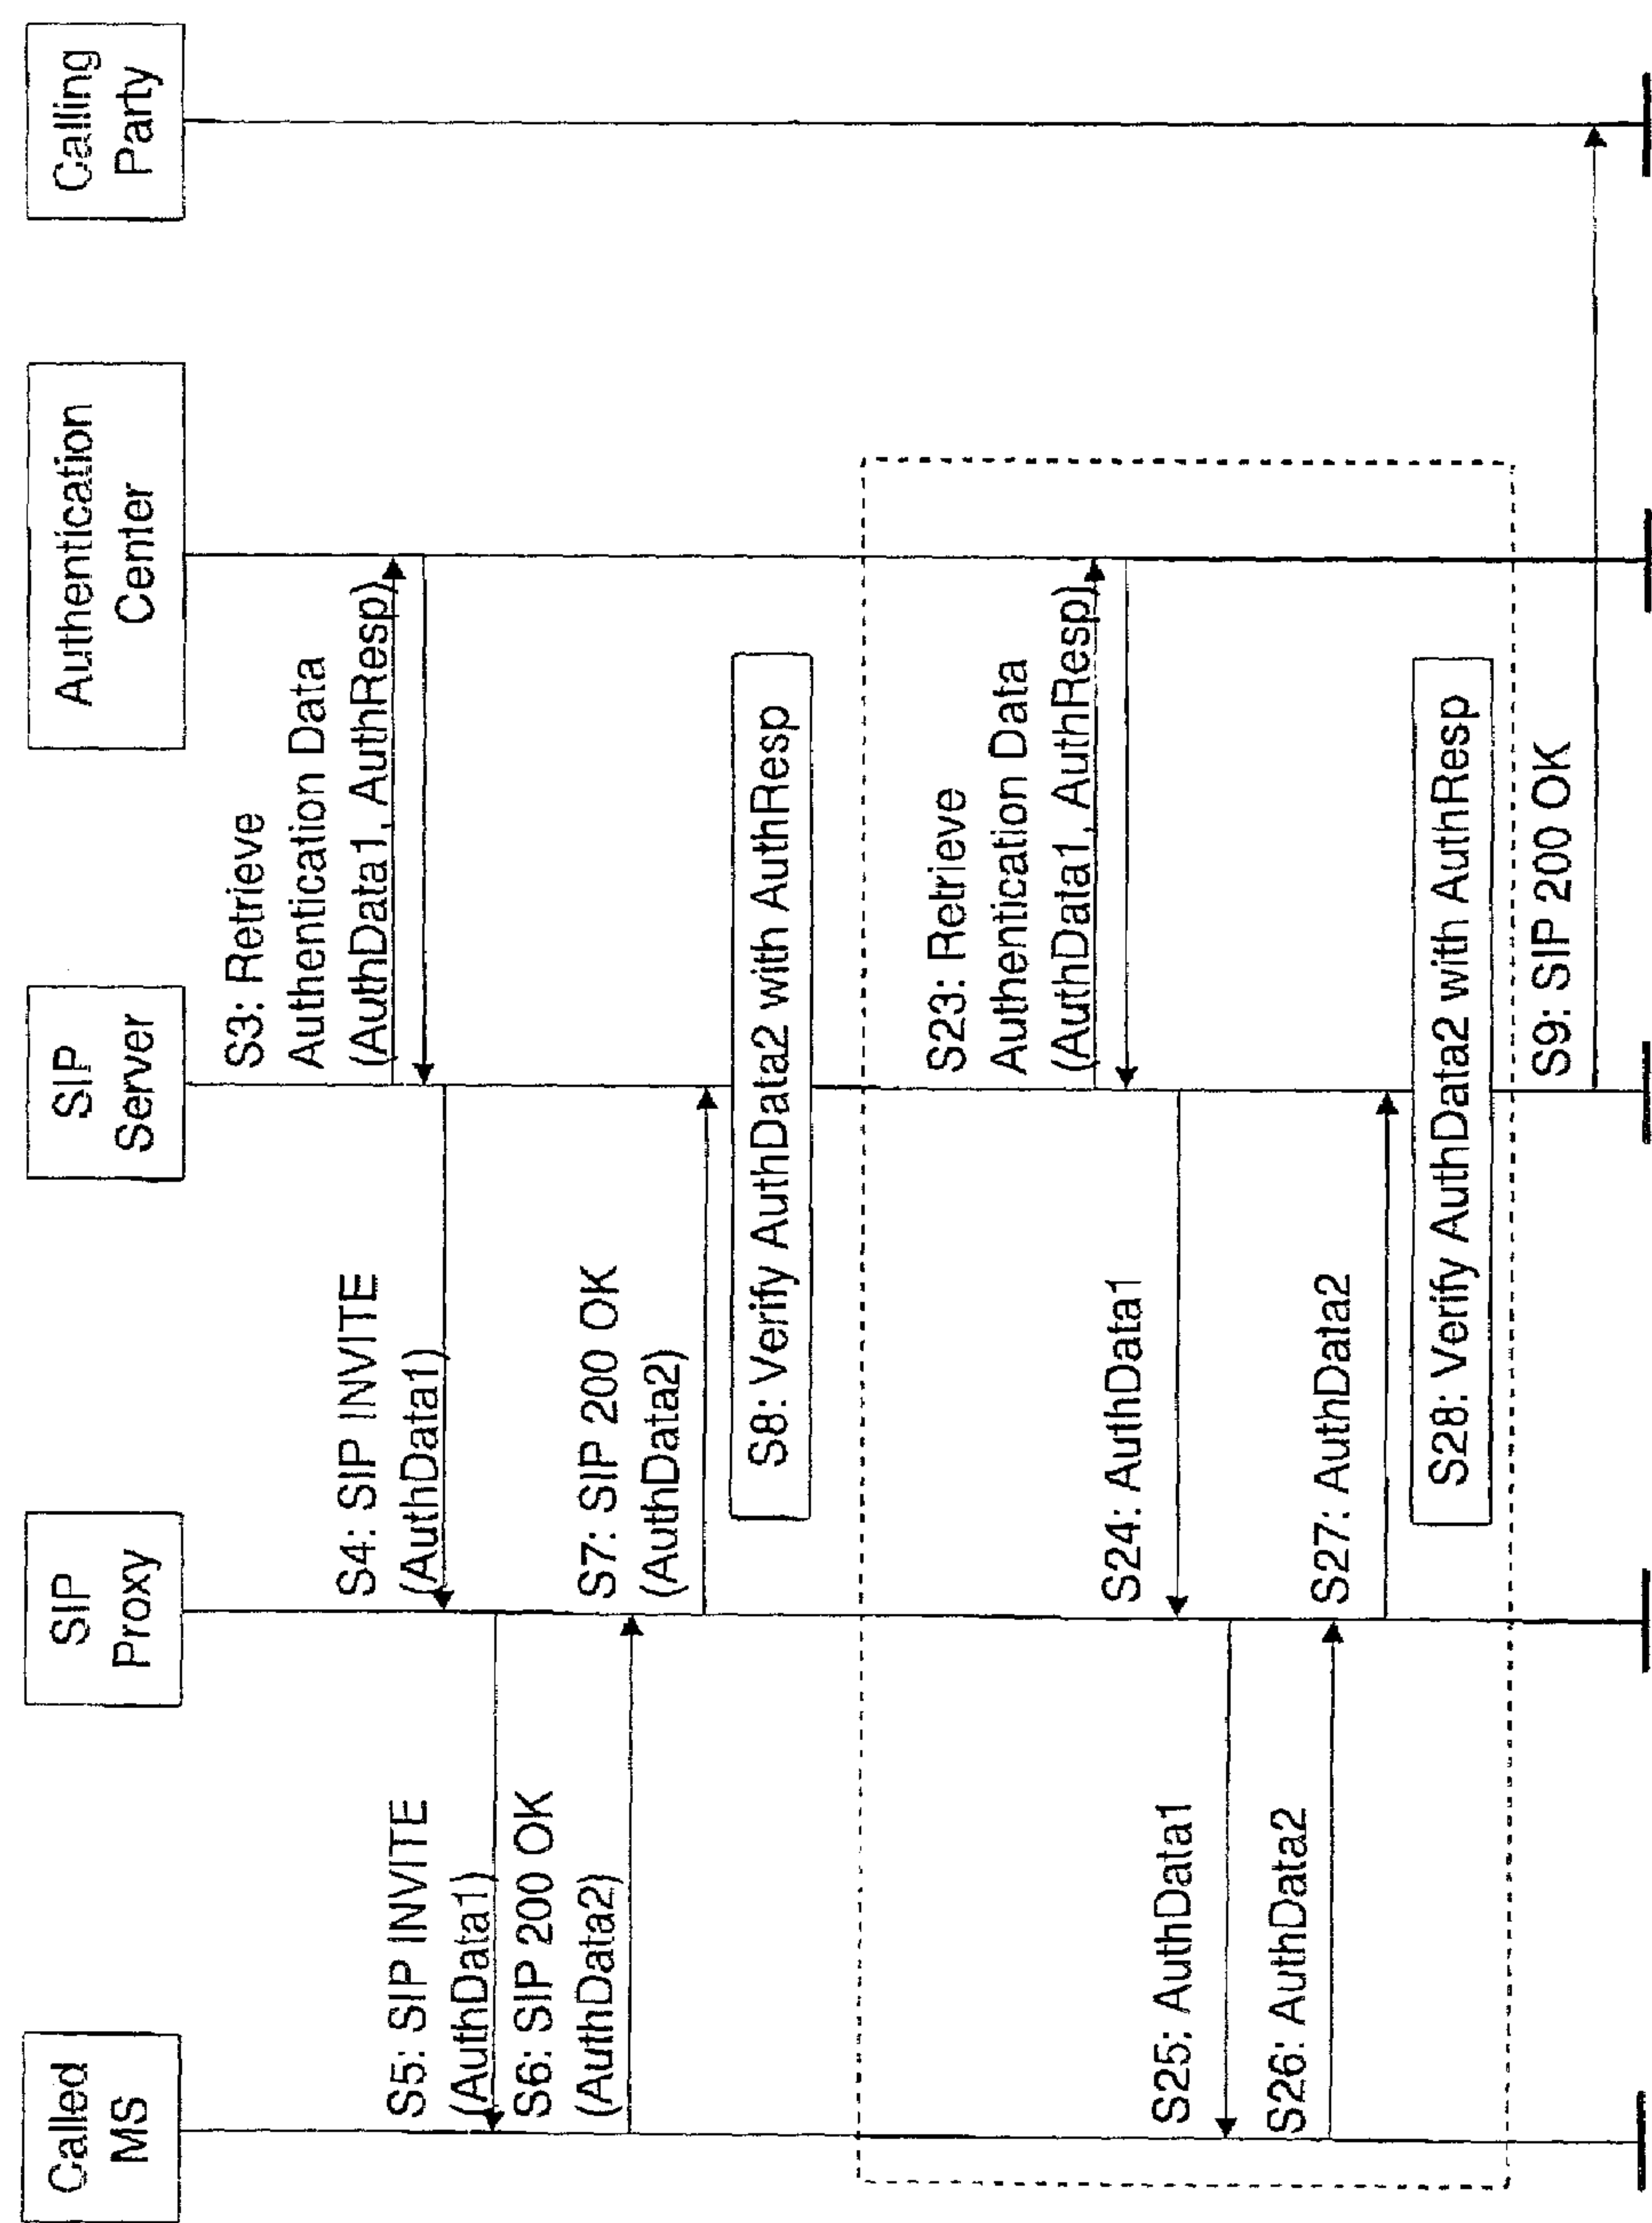 Called
MS
SIP
Proxy
SIP
Server
Authentication
Center
Calling
Party
S3: Retrieve
Authentication Data
(AuthData1, AuthResp)
S4: SIP INVITE
(AuthData1)
S5: SIP INVITE
(AuthData1)
S6: SIP 200 OK
(AuthData2)
S7: SIP 200 OK
(AuthData2)
S8: Verify AuthData2 with AuthResp
S23: Retrieve
Authentication Data
(AuthData1, AuthResp)
S24: AuthData1
S25: AuthData1
S26: AuthData2
S27: AuthData2
S28: Verify AuthData2 with AuthResp
S9: SIP 200 OK